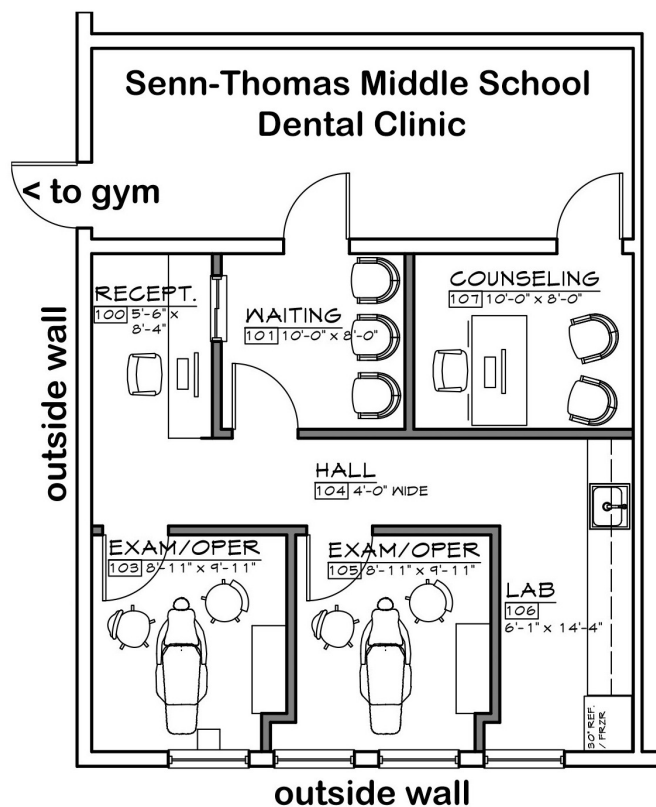 Senn-Thomas Middle School
Dental Clinic
< to gym
RECEPT.
100 5'-6" x
8'-4"
WAITING
101 10'-0" x 8'-0"
COUNSELING
107 10'-0" x 8'-0"
outside wall
HALL
104 4'-0" WIDE
EXAM/OPER
103 8'-11" x 9'-11"
EXAM/OPER
105 8'-11" x 9'-11"
LAB
106
6'-1" x 14'-4"
30" REF.
/ FRZR
outside wall